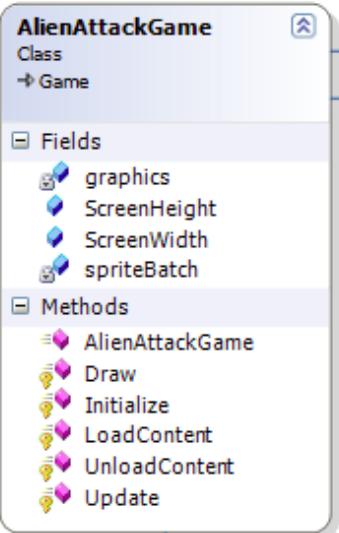 AlienAttackGame
Class
Game
Fields
graphics
ScreenHeight
ScreenWidth
spriteBatch
Methods
AlienAttackGame
Draw
Initialize
LoadContent
UnloadContent
Update